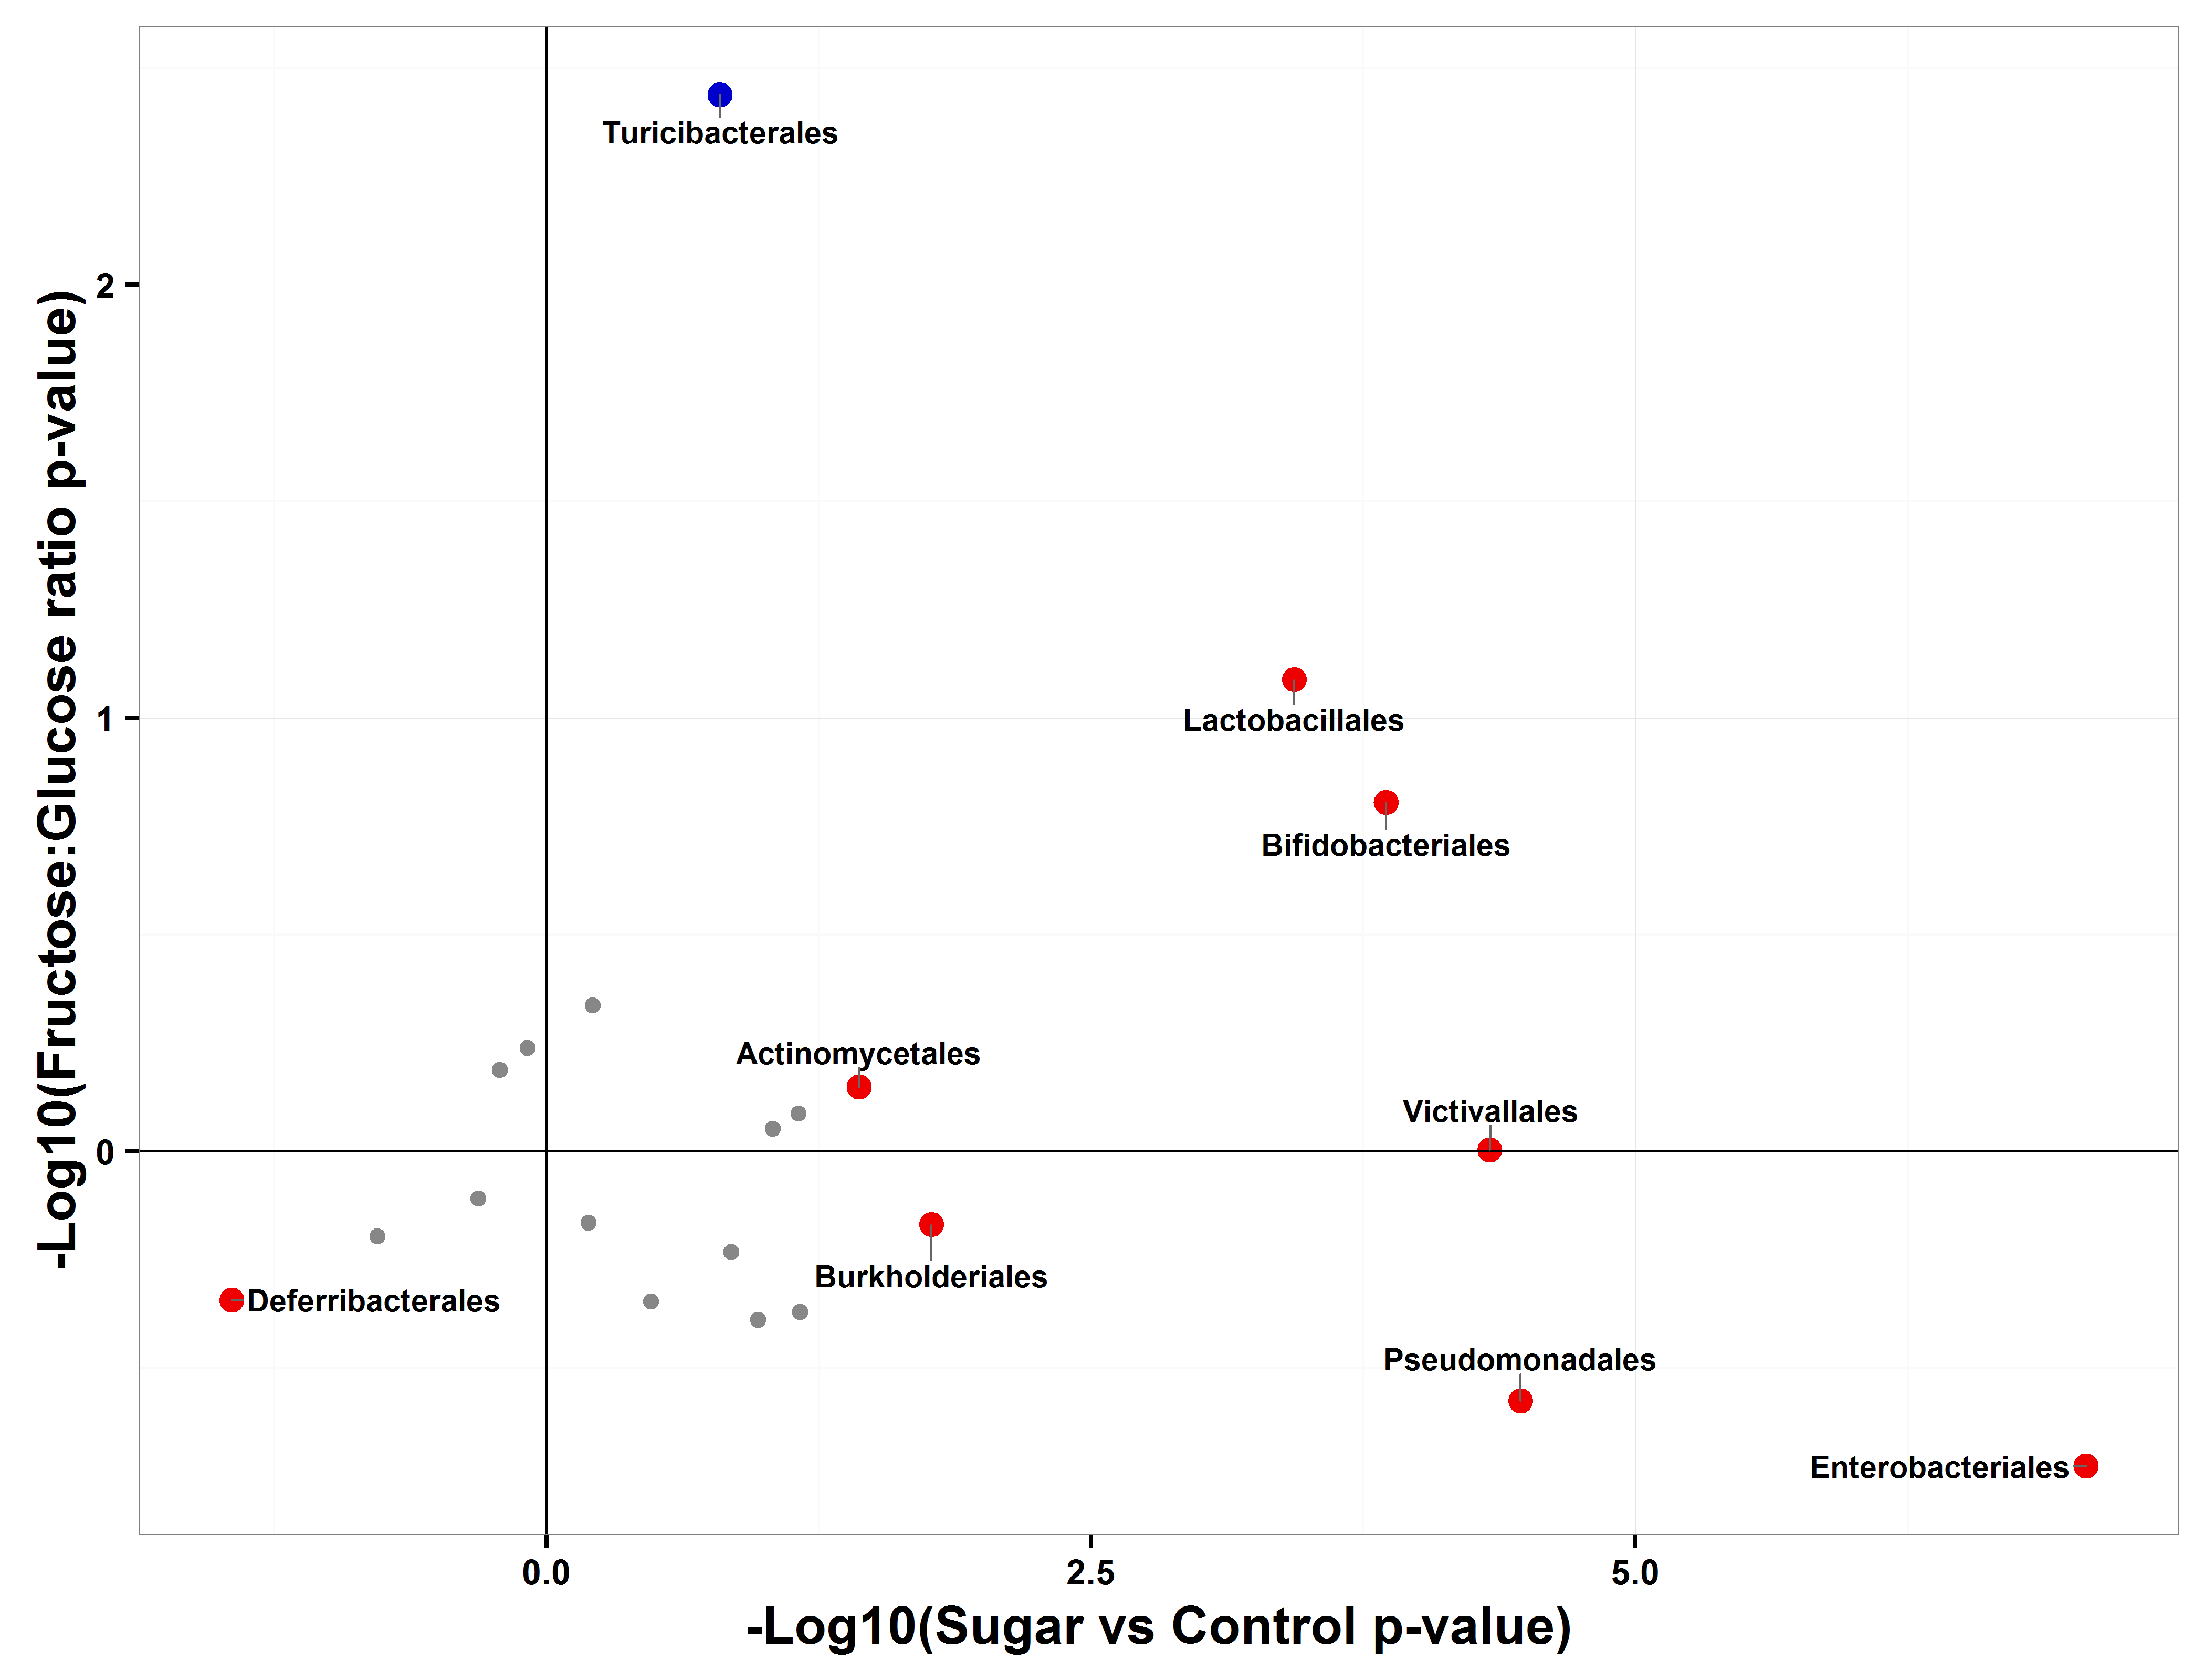 Turicibacterales
2
-Log10(Fructose:Glucose ratio p-value)
Lactobacillales
1
Bifidobacteriales
Actinomycetales
Victivallales
0
Burkholderiales
Deferribacterales
Pseudomonadales
Enterobacteriales
0.0 2.5 5.0
-Log10(Sugar vs Control p-value)